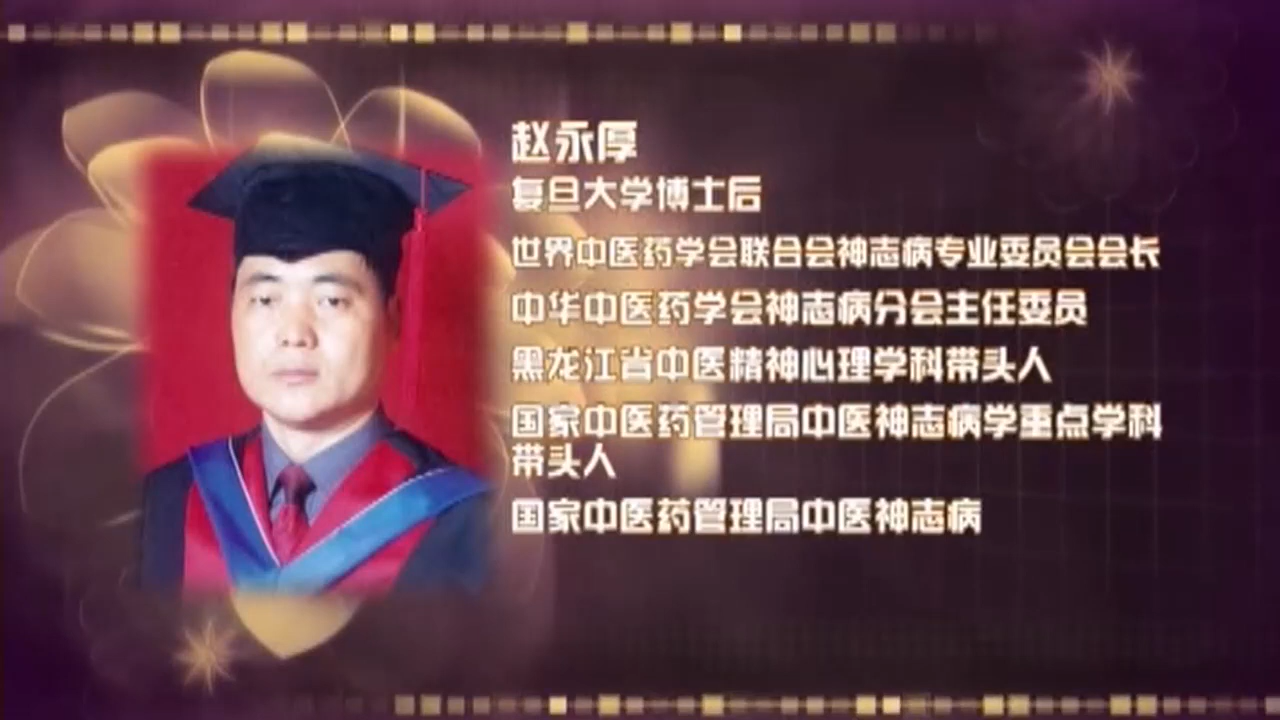 赵永厚
复旦大学博士后
世界中医药学会联合会神志病专业委员会会长
中华中医药学会神志病分会主任委员
黑龙江省中医精神心理学科带头人
国家中医药管理局中医神志病学重点学科
带头人
国家中医药管理局中医神志病